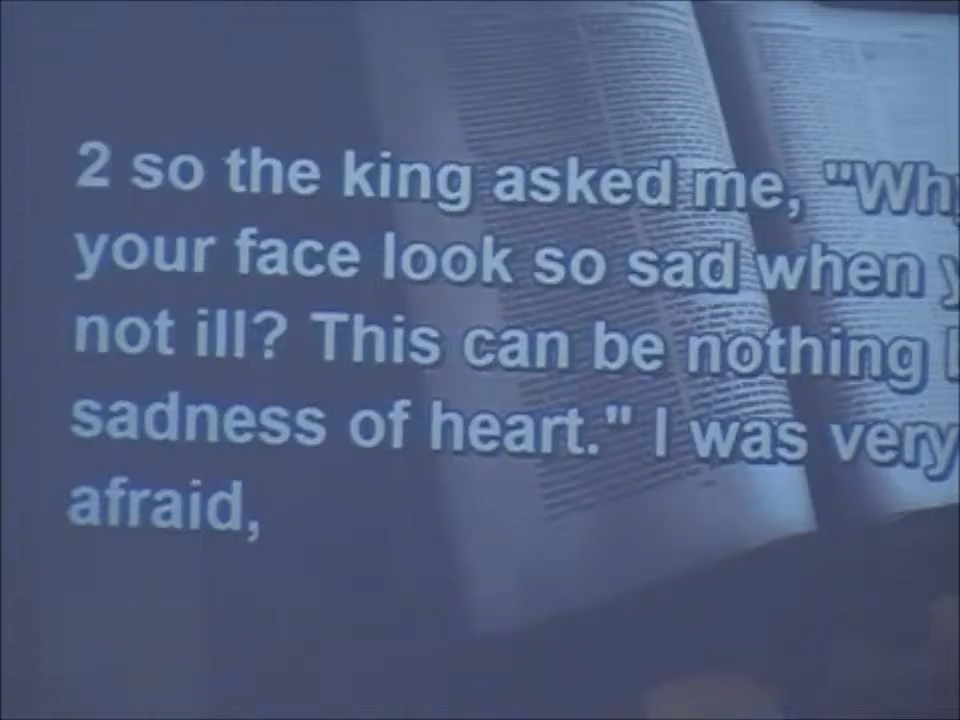 2 so the king asked me, "Why
your face look so sad when
not ill? This can be nothing
sadness of heart." I was very
afraid,